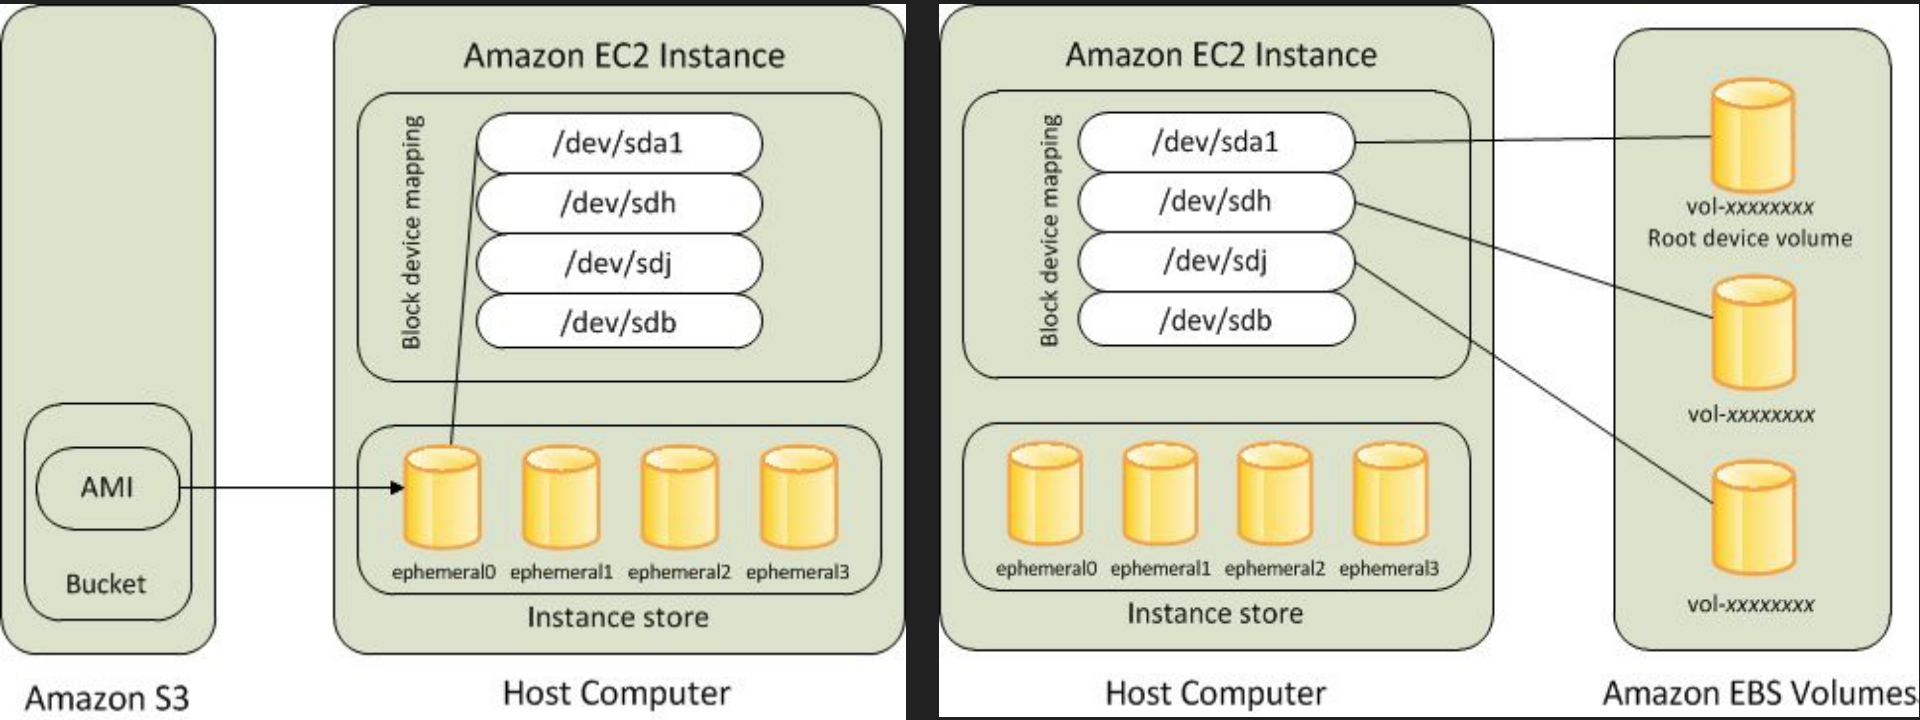 Amazon EC2 Instance
Block device mapping
/dev/sda1
/dev/sdh
/dev/sdj
/dev/sdb
AMI
Bucket
ephemeral0 ephemeral1 ephemeral2 ephemeral3
Instance store
Amazon S3
Host Computer
Amazon EC2 Instance
Block device mapping
/dev/sda1
/dev/sdh
/dev/sdj
/dev/sdb
ephemeral0 ephemeral1 ephemeral2 ephemeral3
Instance store
Host Computer
vol-xxxxxxxx
Root device volume
vol-xxxxxxxx
vol-xxxxxxxx
Amazon EBS Volumes